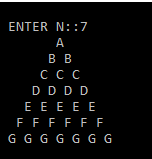 ENTER N::7
A
B B
C C C
D D D D
E E E E E
F F F F F F
G G G G G G G